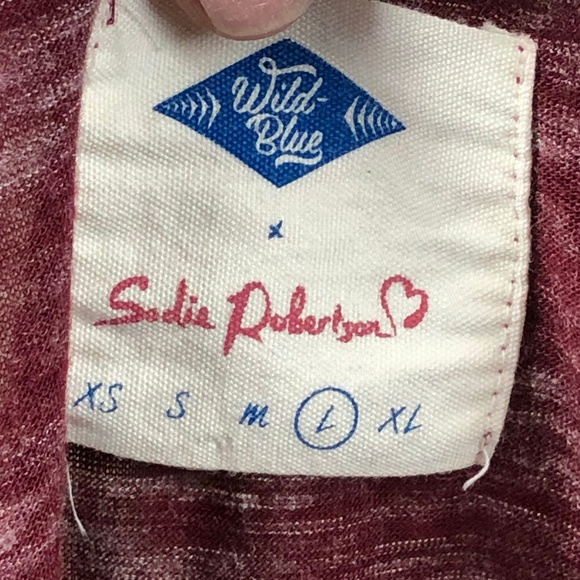 Wild-
Blue
x
Sadie Robertson
XS S M L XL